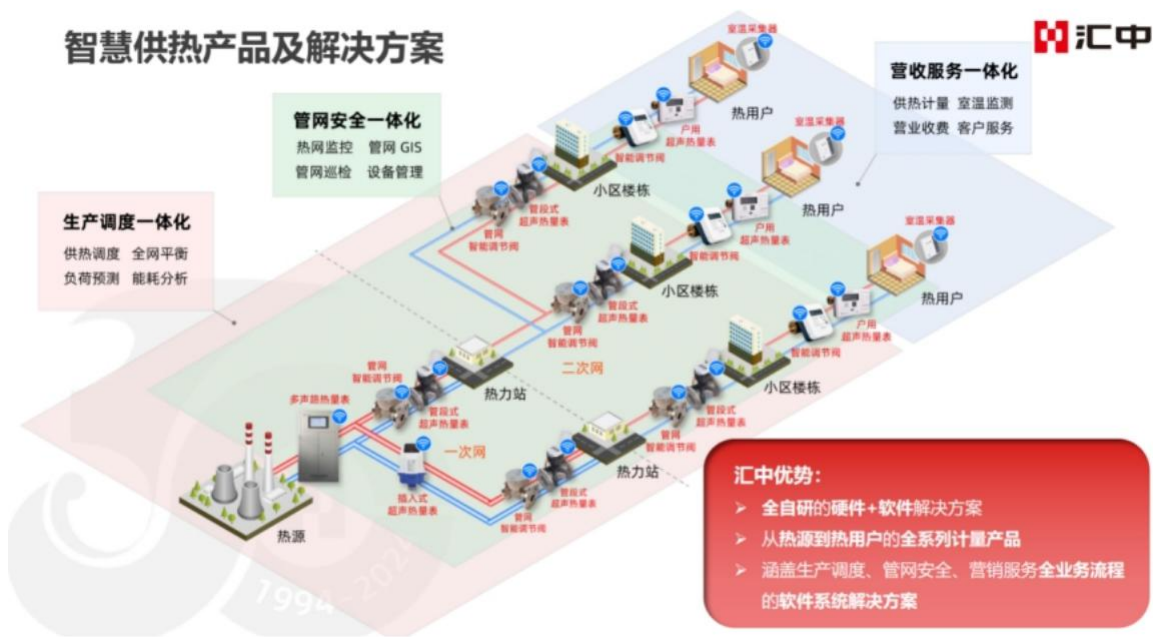 智慧供热产品及解决方案
汇中
营收服务一体化
供热计量 室温监测
营业收费 客户服务
管网安全一体化
热网监控 管网 GIS
管网巡检 设备管理
生产调度一体化
供热调度 全网平衡
负荷预测 能耗分析
室温采集器
热用户
户用
超声热量表
智能调节阀
小区楼栋
管段式
超声热量表
管网
智能调节阀
室温采集器
热用户
户用
超声热量表
智能调节阀
小区楼栋
管段式
超声热量表
管网
智能调节阀
室温采集器
热用户
户用
超声热量表
智能调节阀
小区楼栋
管段式
超声热量表
管网
智能调节阀
二次网
热力站
管网
智能调节阀
管段式
超声热量表
多声路热量表
一次网
热力站
插入式
超声热量表
管段式
超声热量表
管网
智能调节阀
热源
1994-202
汇中优势：
全自研的硬件+软件解决方案
从热源到热用户的全系列计量产品
涵盖生产调度、管网安全、营销服务全业务流程
的软件系统解决方案